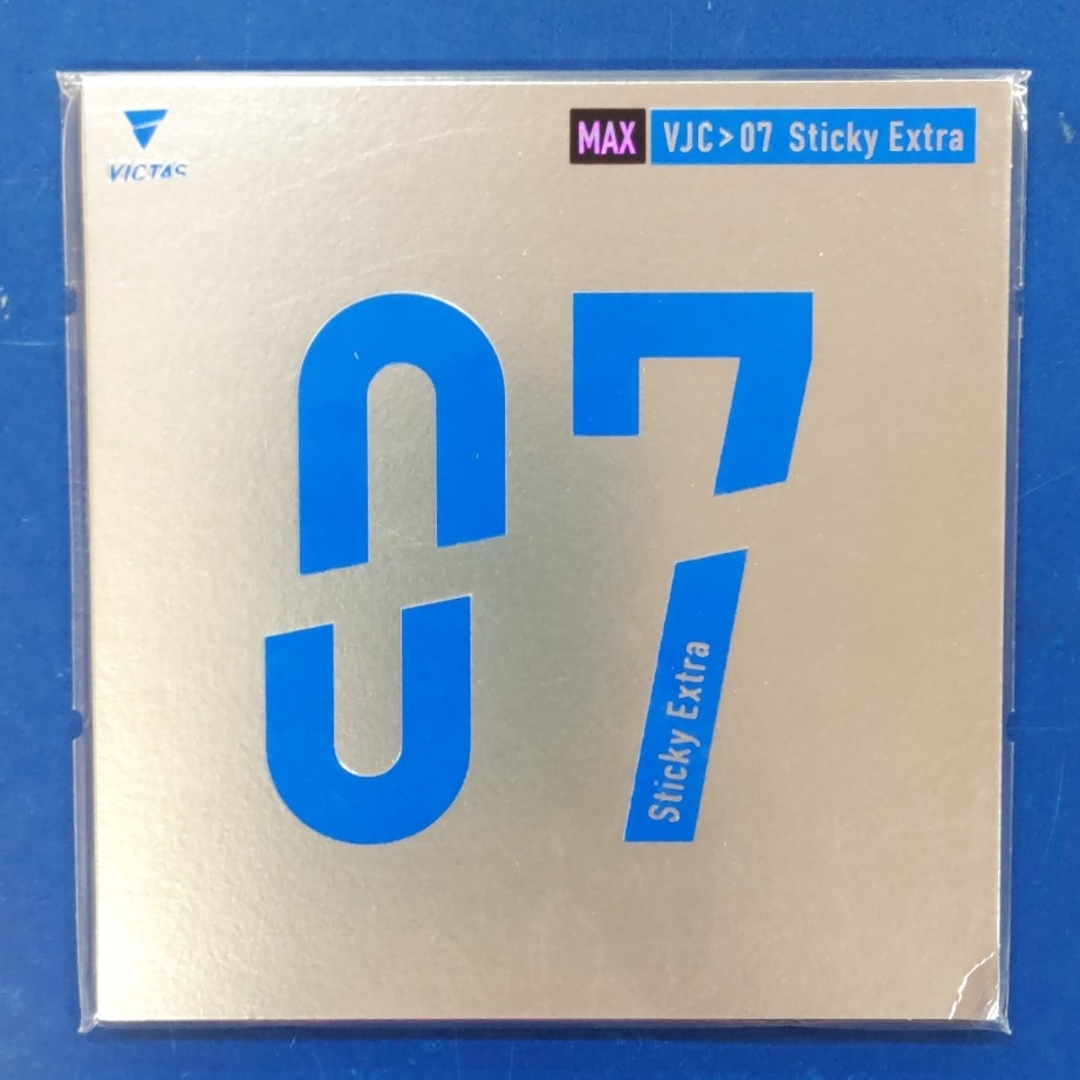 VICTAS
MAX VJC>07 Sticky Extra
07
Sticky Extra